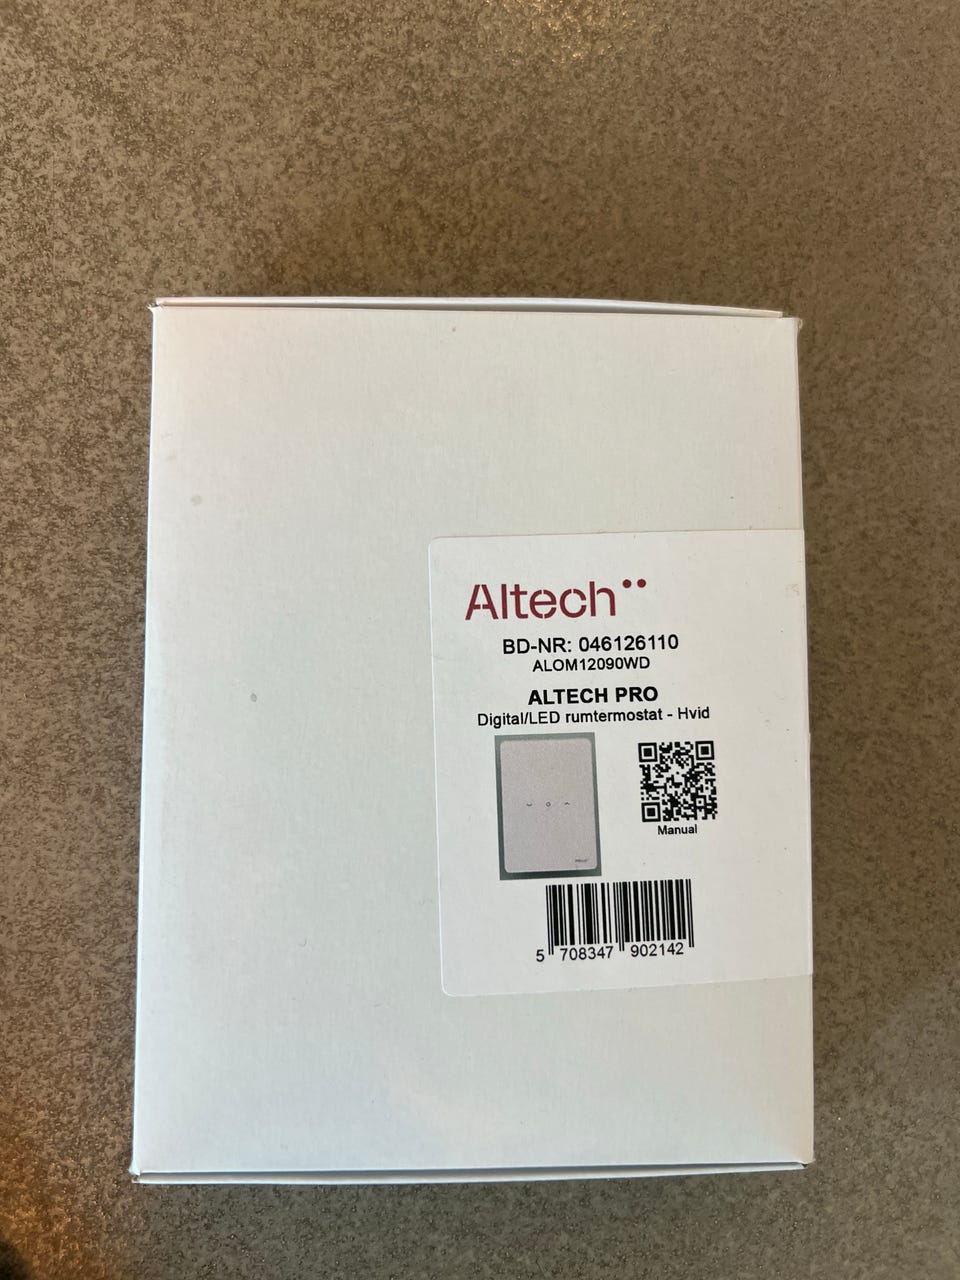 Altech
BD-NR: 046126110
ALOM12090WD
ALTECH PRO
Digital/LED rumtermostat - Hvid
Manual
5 708347 902142